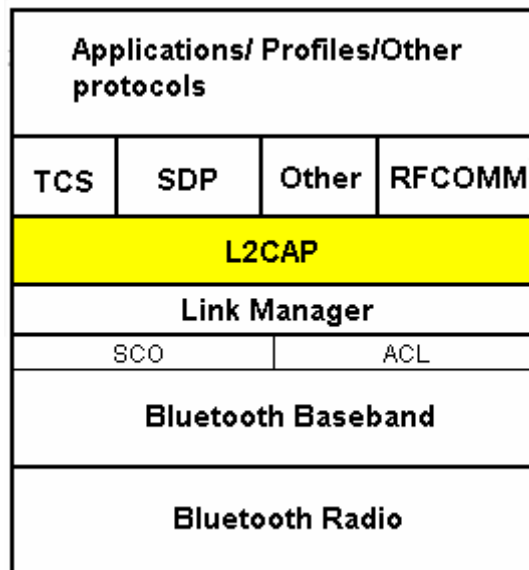 Applications/ Profiles/Other
protocols
TCS SDP Other RFCOMM
L2CAP
Link Manager
SCO ACL
Bluetooth Baseband
Bluetooth Radio